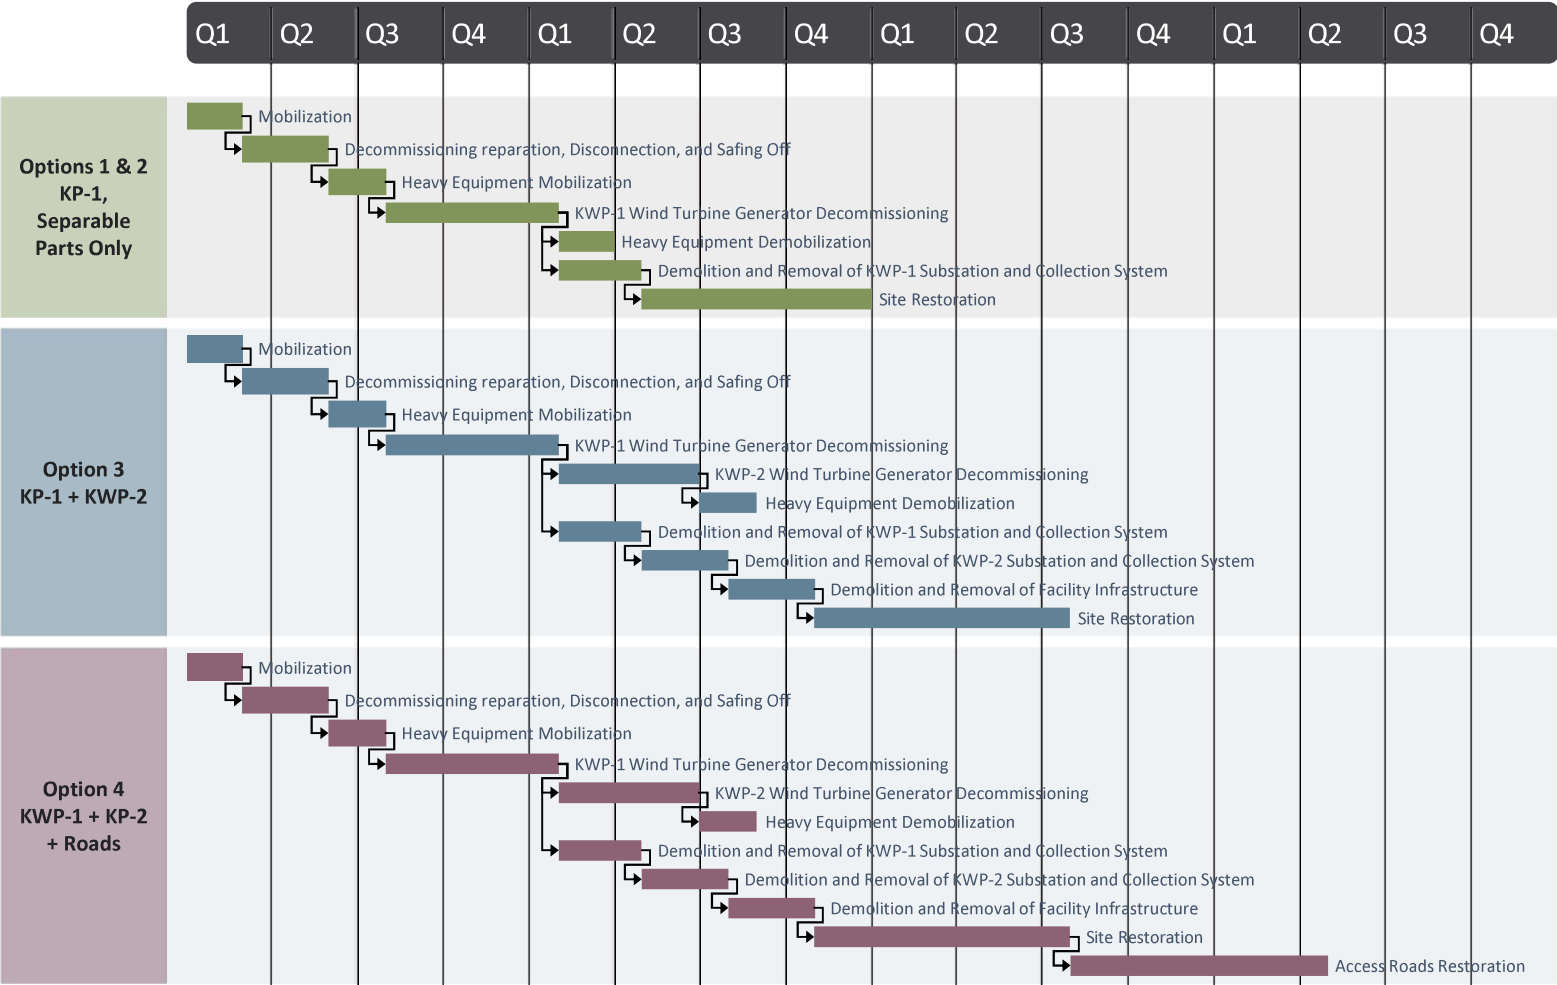 Q1 Q2 Q3 Q4 Q1 Q2 Q3 Q4 Q1 Q2 Q3 Q4 Q1 Q2 Q3 Q4
Options 1 & 2
KP-1,
Separable
Parts Only
Mobilization
Decommissioning reparation, Disconnection, and Safing Off
Heavy Equipment Mobilization
KWP-1 Wind Turbine Generator Decommissioning
Heavy Equipment Demobilization
Demolition and Removal of KWP-1 Substation and Collection System
Site Restoration
Option 3
KP-1 + KWP-2
Mobilization
Decommissioning reparation, Disconnection, and Safing Off
Heavy Equipment Mobilization
KWP-1 Wind Turbine Generator Decommissioning
KWP-2 Wind Turbine Generator Decommissioning
Heavy Equipment Demobilization
Demolition and Removal of KWP-1 Substation and Collection System
Demolition and Removal of KWP-2 Substation and Collection System
Demolition and Removal of Facility Infrastructure
Site Restoration
Option 4
KWP-1 + KP-2
+ Roads
Mobilization
Decommissioning reparation, Disconnection, and Safing Off
Heavy Equipment Mobilization
KWP-1 Wind Turbine Generator Decommissioning
KWP-2 Wind Turbine Generator Decommissioning
Heavy Equipment Demobilization
Demolition and Removal of KWP-1 Substation and Collection System
Demolition and Removal of KWP-2 Substation and Collection System
Demolition and Removal of Facility Infrastructure
Site Restoration
Access Roads Restoration